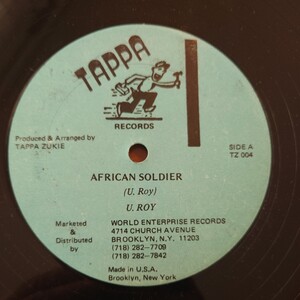 TAPPA
RECORDS
Produced & Arranged by
TAPPA ZUKIE
SIDE A
TZ 004
AFRICAN SOLDIER
(U. Roy)
U. ROY
Marketed
&
Distributed
by
WORLD ENTERPRISE RECORDS
4714 CHURCH AVENUE
BROOKLYN, N.Y. 11203
(718) 282-7709
(718) 282-7842
Made in U.S.A.
Brooklyn, New York